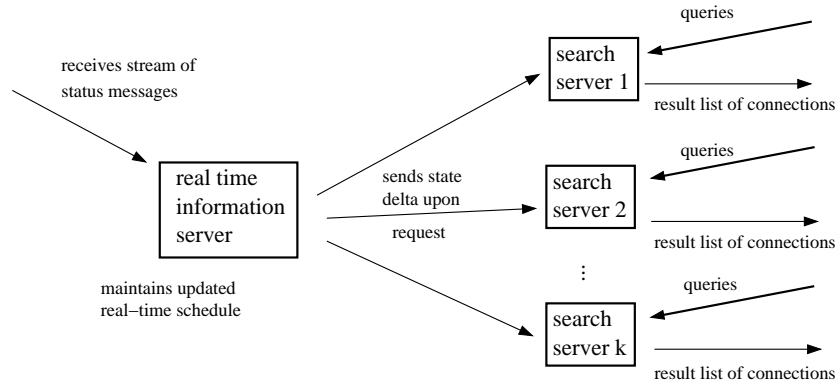 receives stream of
status messages
real time
information
server
maintains updated
real−time schedule
sends state
delta upon
request
queries
search
server 1
result list of connections
queries
search
server 2
result list of connections
...
queries
search
server k
result list of connections